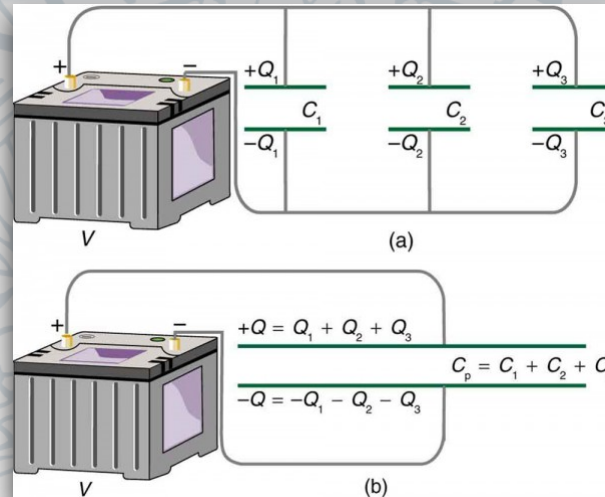 + − +Q₁ +Q₂ +Q₃
C₁ C₂ C
−Q₁ −Q₂ −Q₃
V
(a)
+ − +Q = Q₁ + Q₂ + Q₃
Cₚ = C₁ + C₂ + C
−Q = −Q₁ − Q₂ − Q₃
V
(b)